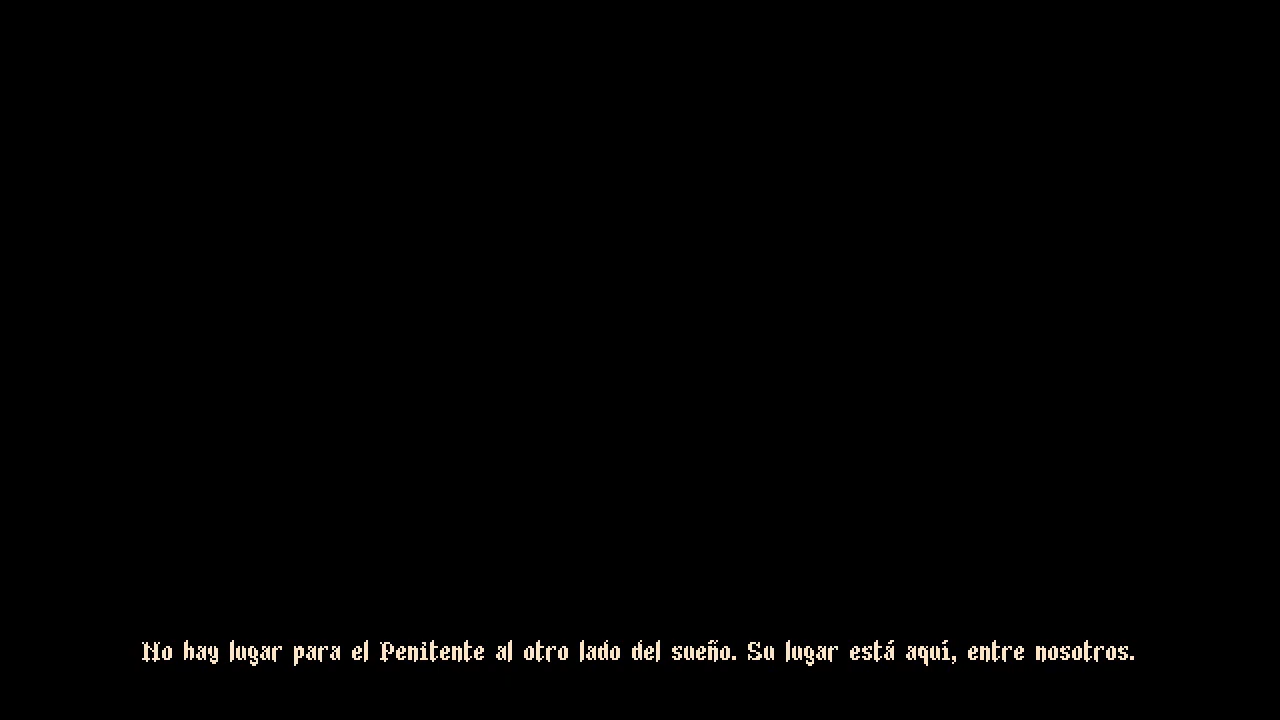 No hay lugar para el Penitente al otro lado del sueño. Su lugar está aquí, entre nosotros.